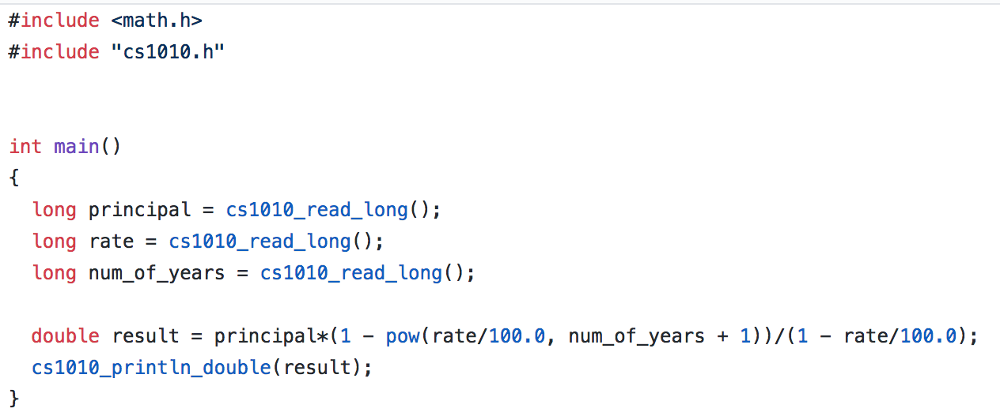 #include <math.h>
#include "cs1010.h"
int main()
{
  long principal = cs1010_read_long();
  long rate = cs1010_read_long();
  long num_of_years = cs1010_read_long();
  double result = principal*(1 - pow(rate/100.0, num_of_years + 1))/(1 - rate/100.0);
  cs1010_println_double(result);
}